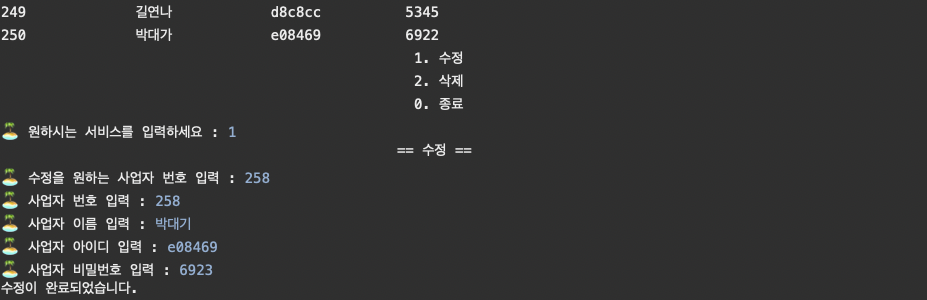 249 길연나 d8c8cc 5345
250 박대가 e08469 6922
1. 수정
2. 삭제
0. 종료
원하시는 서비스를 입력하세요 : 1
== 수정 ==
수정을 원하는 사업자 번호 입력 : 258
사업자 번호 입력 : 258
사업자 이름 입력 : 박대기
사업자 아이디 입력 : e08469
사업자 비밀번호 입력 : 6923
수정이 완료되었습니다.